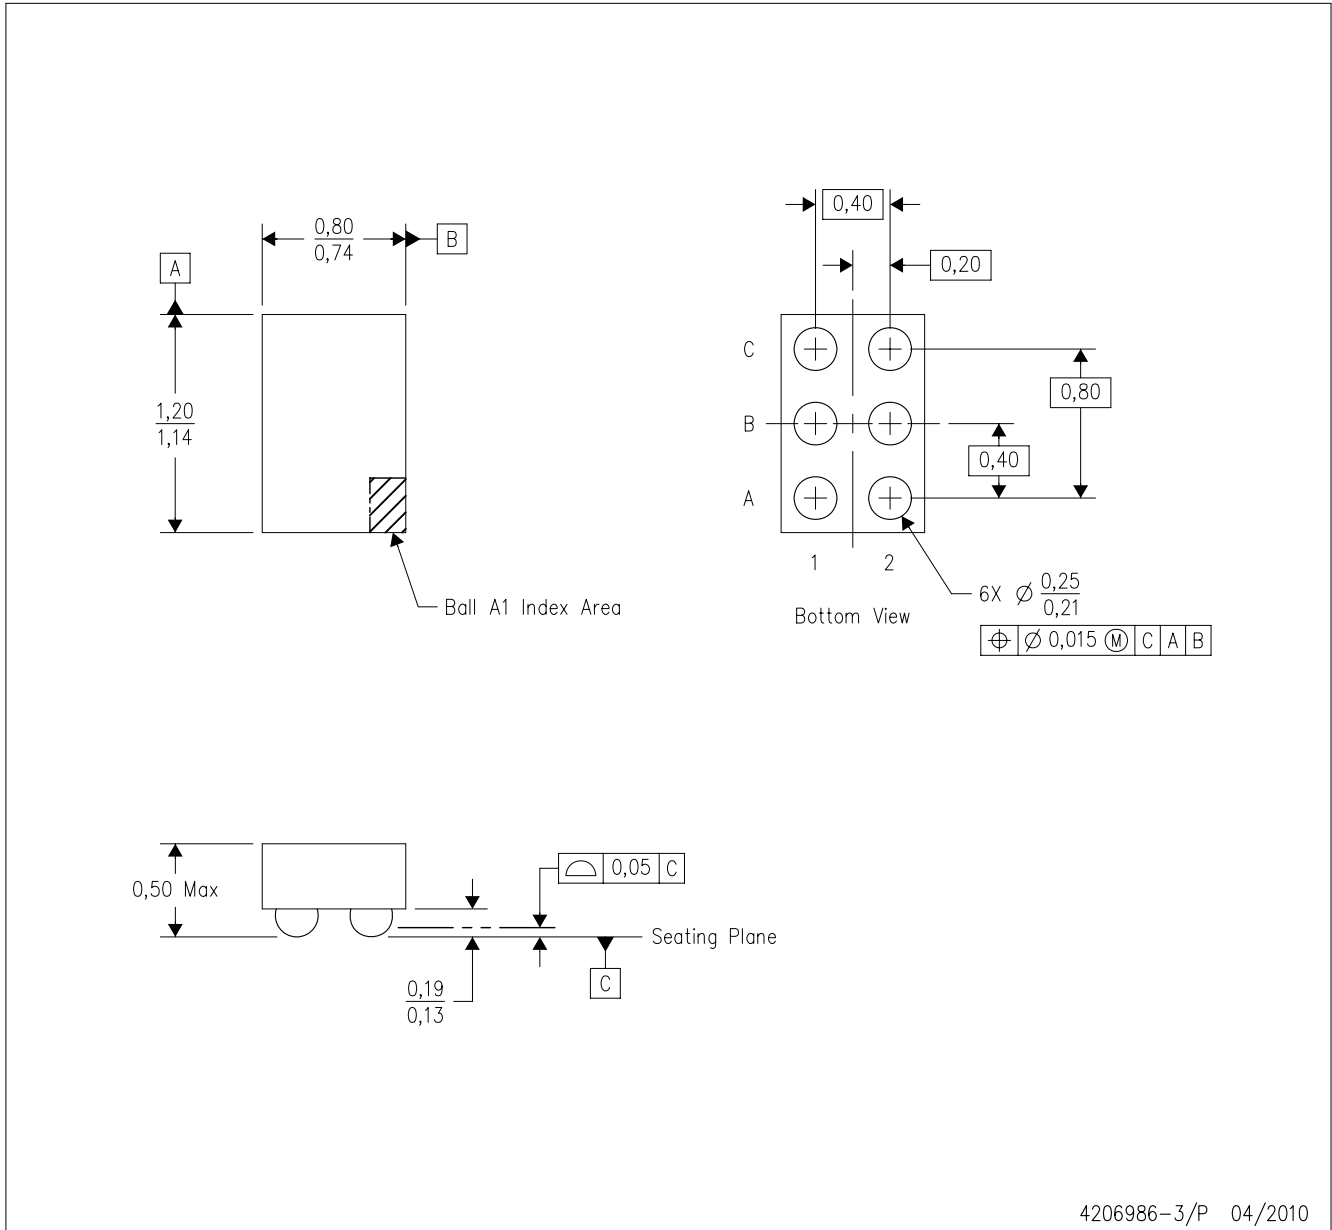 0,40
0,80
0,74
B
0,20
A
C
0,80
1,20
1,14
B
0,40
A
1 2
Ball A1 Index Area
6X Ø 0,25
0,21
Bottom View
⌖ Ø 0,015 Ⓜ C A B
0,50 Max
⌓ 0,05 C
Seating Plane
0,19
0,13
C
4206986-3/P 04/2010